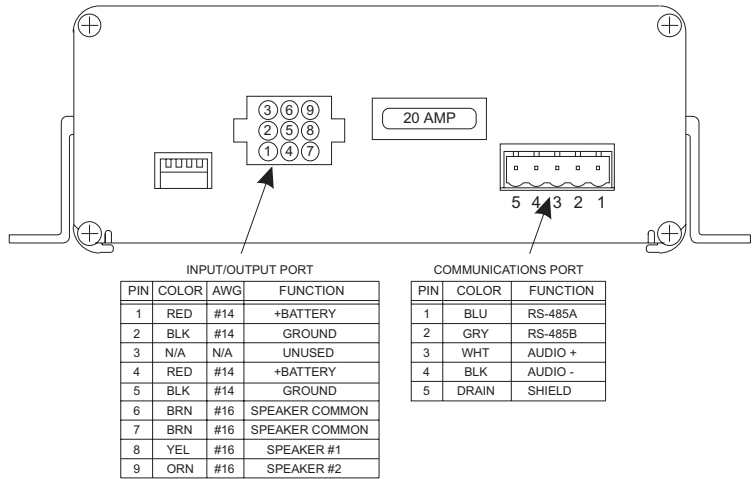 3 6 9
2 5 8
1 4 7
20 AMP
5 4 3 2 1
INPUT/OUTPUT PORT
PIN COLOR AWG FUNCTION
1 RED #14 +BATTERY
2 BLK #14 GROUND
3 N/A N/A UNUSED
4 RED #14 +BATTERY
5 BLK #14 GROUND
6 BRN #16 SPEAKER COMMON
7 BRN #16 SPEAKER COMMON
8 YEL #16 SPEAKER #1
9 ORN #16 SPEAKER #2
COMMUNICATIONS PORT
PIN COLOR FUNCTION
1 BLU RS-485A
2 GRY RS-485B
3 WHT AUDIO +
4 BLK AUDIO -
5 DRAIN SHIELD